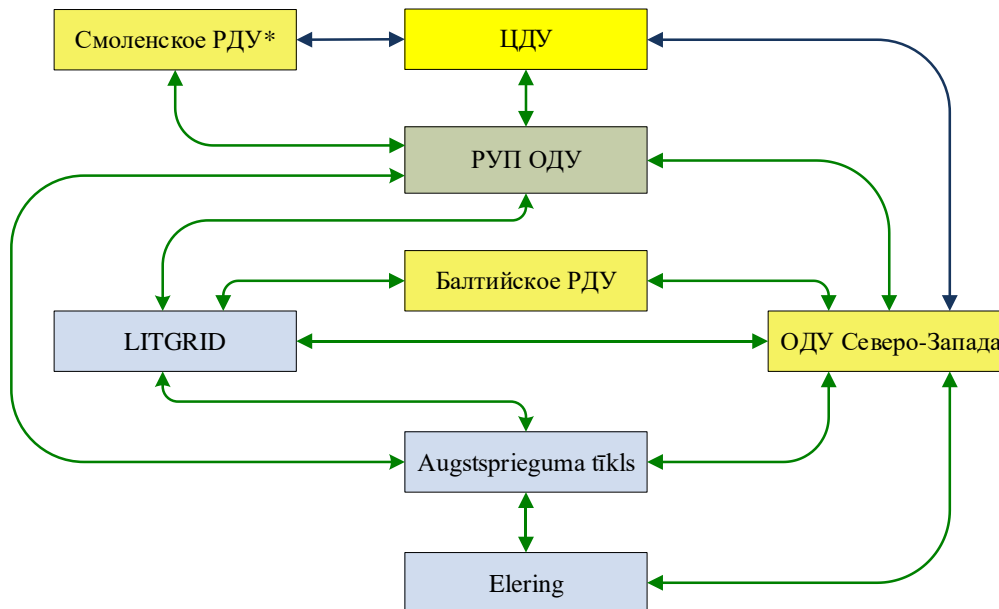 Смоленское РДУ*
ЦДУ
РУП ОДУ
Балтийское РДУ
LITGRID
ОДУ Северо-Запада
Augstsprieguma tīkls
Elering